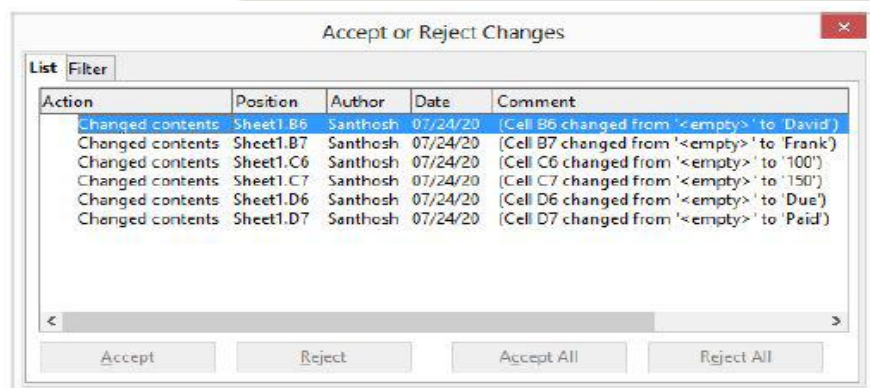 Accept or Reject Changes
List Filter
Action Position Author Date Comment
Changed contents Sheet1.B6 Santhosh 07/24/20 (Cell B6 changed from '<empty>' to 'David')
Changed contents Sheet1.B7 Santhosh 07/24/20 (Cell B7 changed from '<empty>' to 'Frank')
Changed contents Sheet1.C6 Santhosh 07/24/20 (Cell C6 changed from '<empty>' to '100')
Changed contents Sheet1.C7 Santhosh 07/24/20 (Cell C7 changed from '<empty>' to '150')
Changed contents Sheet1.D6 Santhosh 07/24/20 (Cell D6 changed from '<empty>' to 'Due')
Changed contents Sheet1.D7 Santhosh 07/24/20 (Cell D7 changed from '<empty>' to 'Paid')
Accept Reject Accept All Reject All